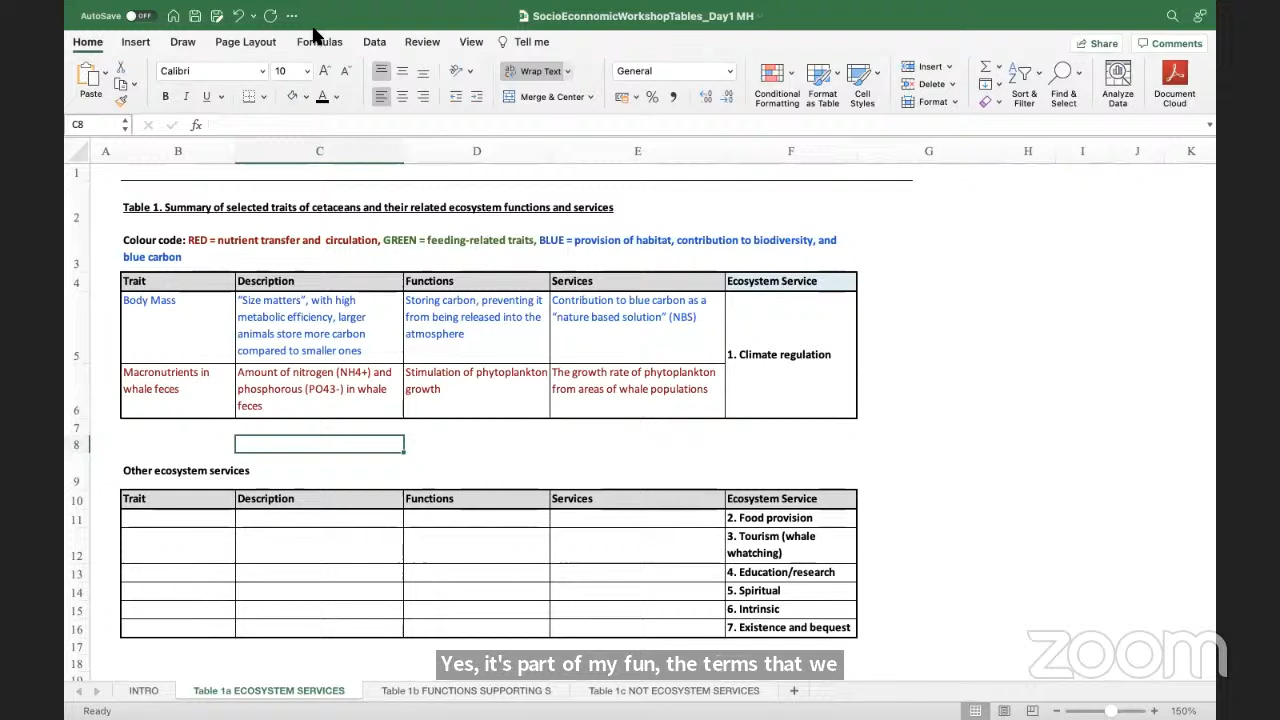 AutoSave OFF SocioEconnomicWorkshopTables_Day1 MH
Home Insert Draw Page Layout Formulas Data Review View Tell me Share Comments
Paste Calibri 10 Wrap Text General Conditional Formatting Format as Table Cell Styles Insert Sort & Filter Find & Select Analyze Data Document Cloud
B I U Merge & Center Delete
Format
C8 fx
A B C D E F G H I J K
1
2 Table 1. Summary of selected traits of cetaceans and their related ecosystem functions and services
Colour code: RED = nutrient transfer and circulation, GREEN = feeding-related traits, BLUE = provision of habitat, contribution to biodiversity, and
3 blue carbon
4 Trait Description Functions Services Ecosystem Service
Body Mass "Size matters", with high Storing carbon, preventing it Contribution to blue carbon as a
metabolic efficiency, larger from being released into the "nature based solution" (NBS)
animals store more carbon atmosphere
5 compared to smaller ones 1. Climate regulation
Macronutrients in Amount of nitrogen (NH4+) and Stimulation of phytoplankton The growth rate of phytoplankton
whale feces phosphorous (PO43-) in whale growth from areas of whale populations
6 feces
7
8
9 Other ecosystem services
10 Trait Description Functions Services Ecosystem Service
11 2. Food provision
3. Tourism (whale
12 whatching)
13 4. Education/research
14 5. Spiritual
15 6. Intrinsic
16 7. Existence and bequest
17
18
Yes, it's part of my fun, the terms that we
zoom
INTRO Table 1a ECOSYSTEM SERVICES Table 1b FUNCTIONS SUPPORTING S Table 1c NOT ECOSYSTEM SERVICES +
Ready 150%